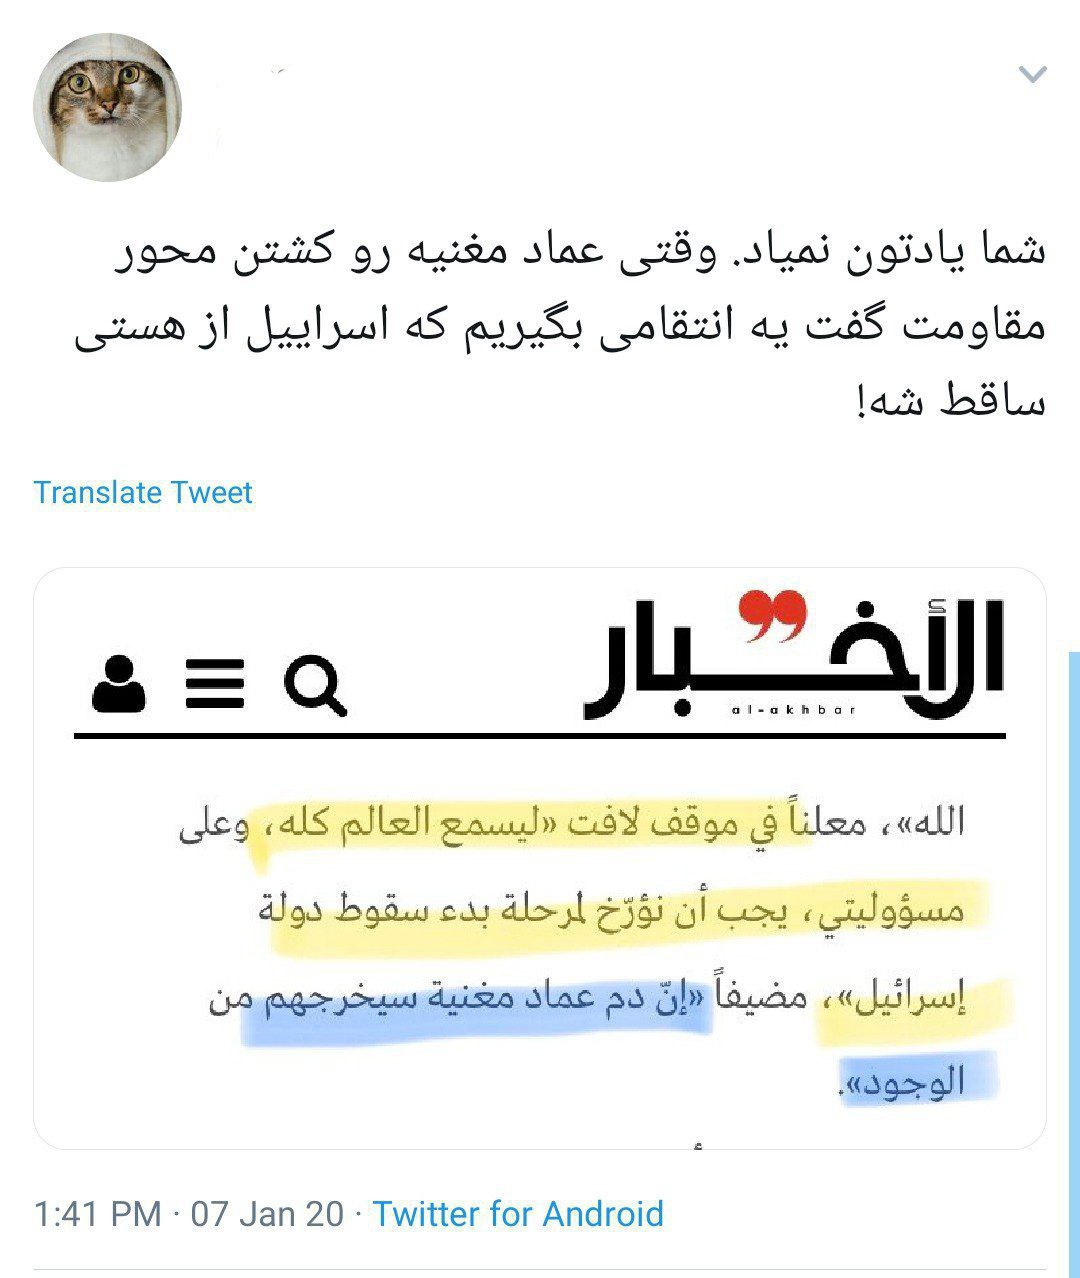 شما یادتون نمیاد. وقتی عماد مغنیه رو کشتن محور
مقاومت گفت یه انتقامی بگیریم که اسراییل از هستی
ساقط شه!
Translate Tweet
الأخبار
al-akhbar
الله»، معلناً في موقف لافت «ليسمع العالم كله، وعلى
مسؤوليتي، يجب أن نؤرّخ لمرحلة بدء سقوط دولة
إسرائيل»، مضيفاً «إنّ دم عماد مغنية سيخرجهم من
الوجود».
1:41 PM · 07 Jan 20 · Twitter for Android